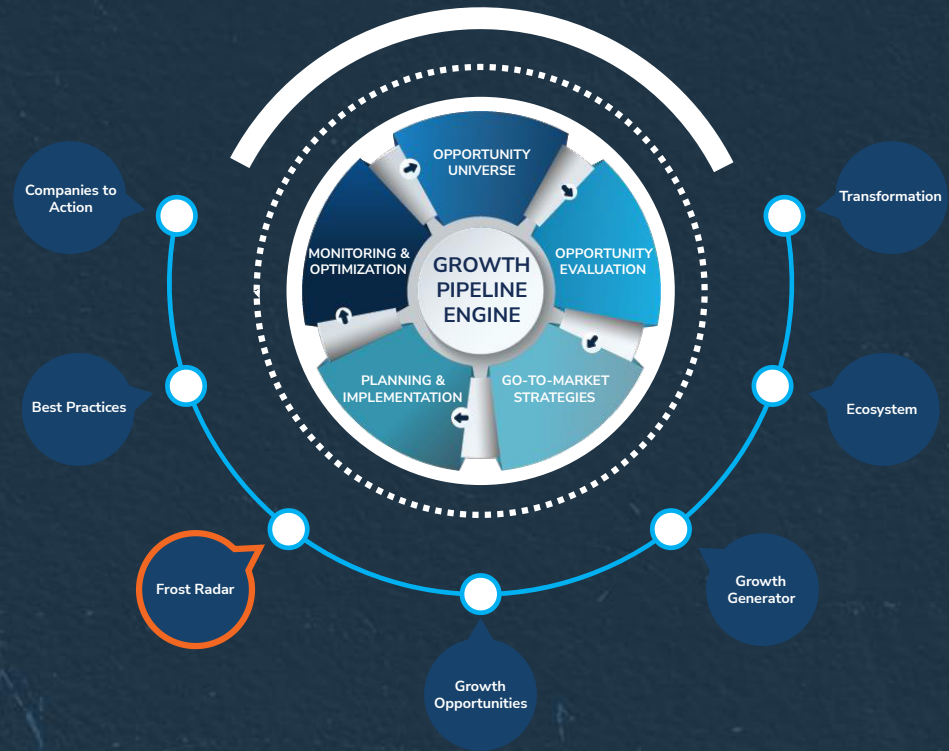 OPPORTUNITY
UNIVERSE
Companies to
Action
Transformation
MONITORING &
OPTIMIZATION
GROWTH
PIPELINE
ENGINE
OPPORTUNITY
EVALUATION
PLANNING &
IMPLEMENTATION
GO-TO-MARKET
STRATEGIES
Best Practices
Ecosystem
Frost Radar
Growth
Generator
Growth
Opportunities